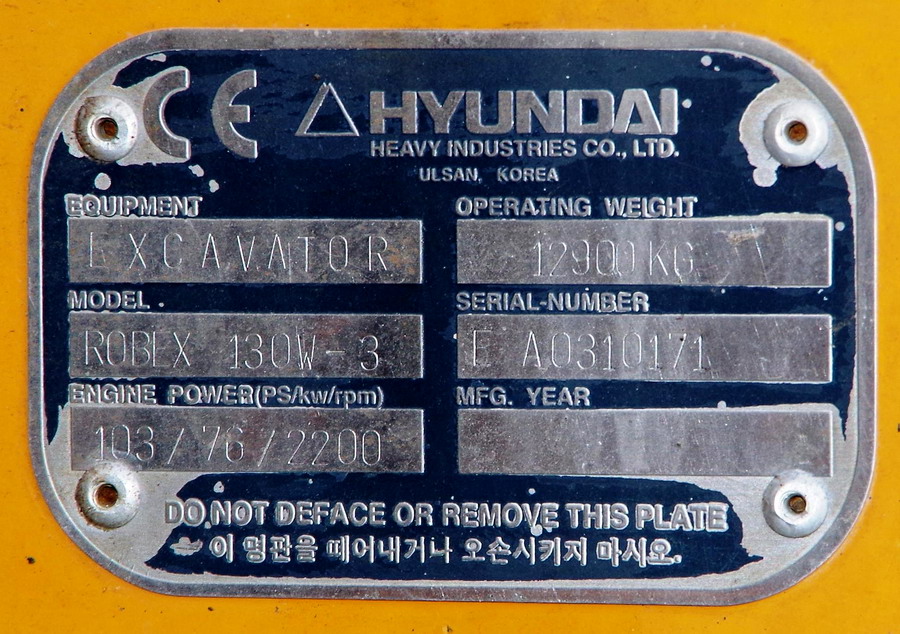 CE
HYUNDAI
HEAVY INDUSTRIES CO., LTD.
ULSAN, KOREA
EQUIPMENT
EXCAVATOR
OPERATING WEIGHT
12900 KG
MODEL
ROBEX 130W-3
SERIAL-NUMBER
E A0310171
ENGINE POWER(PS/kw/rpm)
103/76/2200
MFG. YEAR
DO NOT DEFACE OR REMOVE THIS PLATE
이 명판을 떼어내거나 오손시키지 마시오.